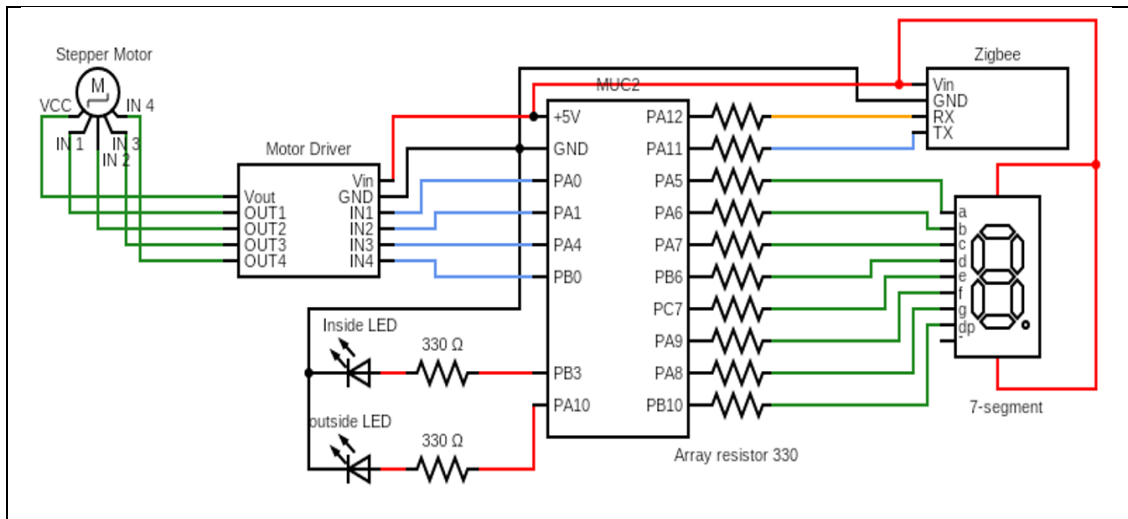 Stepper Motor
M
VCC
IN 4
IN 1
IN 3
IN 2
Motor Driver
Vin
GND
Vout
IN1
OUT1
IN2
OUT2
IN3
OUT3
IN4
OUT4
MUC2
+5V
GND
PA0
PA1
PA4
PB0
PB3
PA10
PA12
PA11
PA5
PA6
PA7
PB6
PC7
PA9
PA8
PB10
Array resistor 330
Zigbee
Vin
GND
RX
TX
a
b
c
d
e
f
g
dp
-
7-segment
Inside LED
330 Ω
outside LED
330 Ω